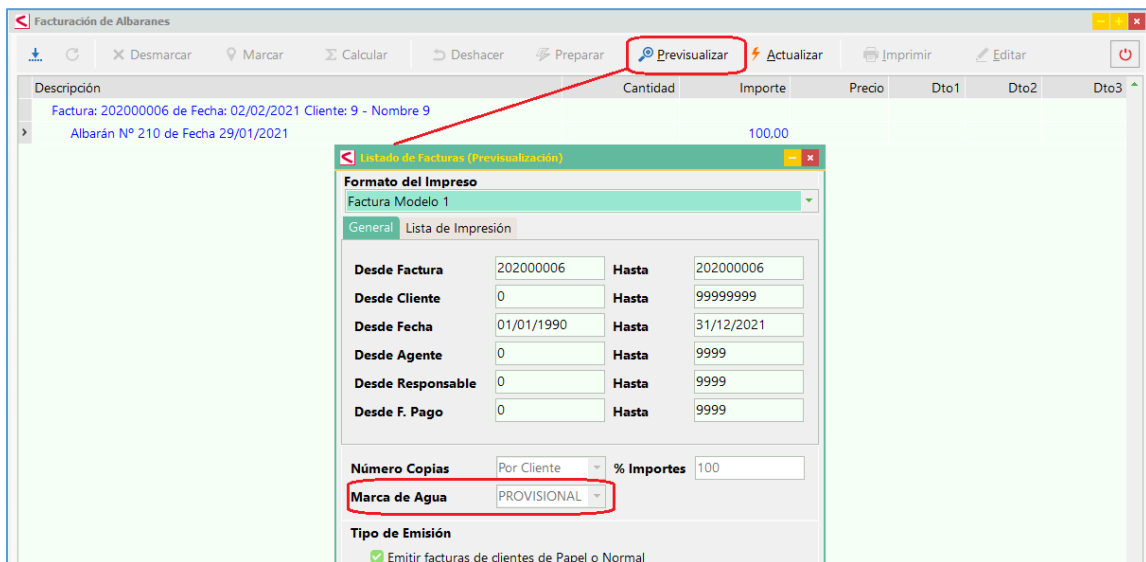 Facturación de Albaranes
Desmarcar Marcar Calcular Deshacer Preparar Previsualizar Actualizar Imprimir Editar
Descripción Cantidad Importe Precio Dto1 Dto2 Dto3
Factura: 202000006 de Fecha: 02/02/2021 Cliente: 9 - Nombre 9
Albarán Nº 210 de Fecha 29/01/2021 100,00
Listado de Facturas (Previsualización)
Formato del Impreso
Factura Modelo 1
General Lista de Impresión
Desde Factura 202000006 Hasta 202000006
Desde Cliente 0 Hasta 99999999
Desde Fecha 01/01/1990 Hasta 31/12/2021
Desde Agente 0 Hasta 9999
Desde Responsable 0 Hasta 9999
Desde F. Pago 0 Hasta 9999
Número Copias Por Cliente % Importes 100
Marca de Agua PROVISIONAL
Tipo de Emisión
Emitir facturas de clientes de Papel o Normal